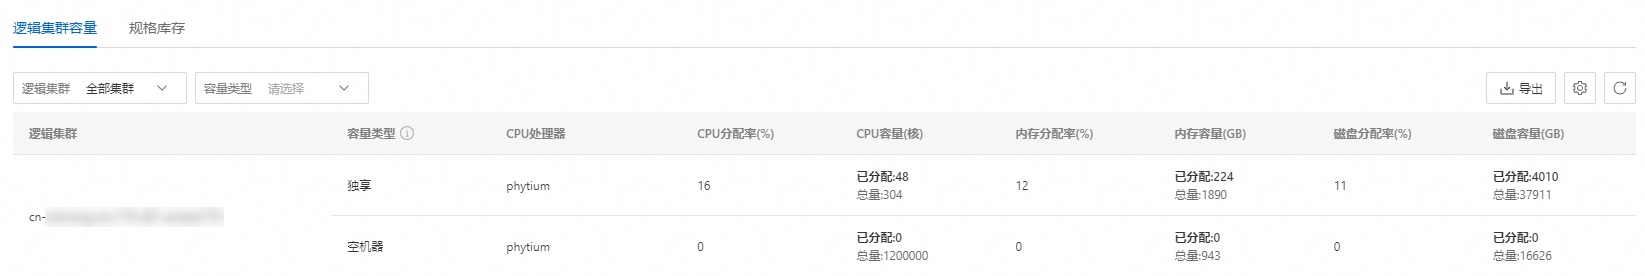 逻辑集群容量 规格库存
逻辑集群 全部集群 容量类型 请选择 导出
逻辑集群 容量类型 CPU处理器 CPU分配率(%) CPU容量(核) 内存分配率(%) 内存容量(GB) 磁盘分配率(%) 磁盘容量(GB)
独享 phytium 16 已分配:48 12 已分配:224 11 已分配:4010
总量:304 总量:1890 总量:37911
cn-
空机器 phytium 0 已分配:0 0 已分配:0 0 已分配:0
总量:1200000 总量:943 总量:16626